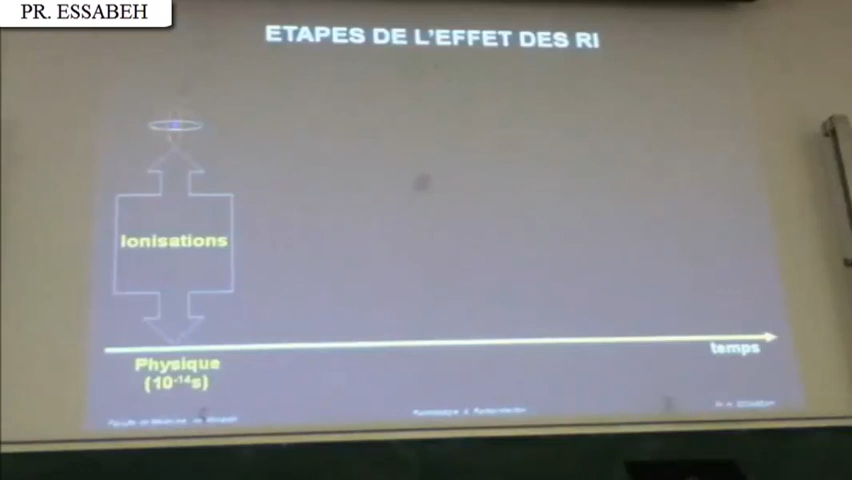 PR. ESSABEH
ETAPES DE L'EFFET DES RI
Ionisations
temps
Physique
(10⁻¹⁴s)